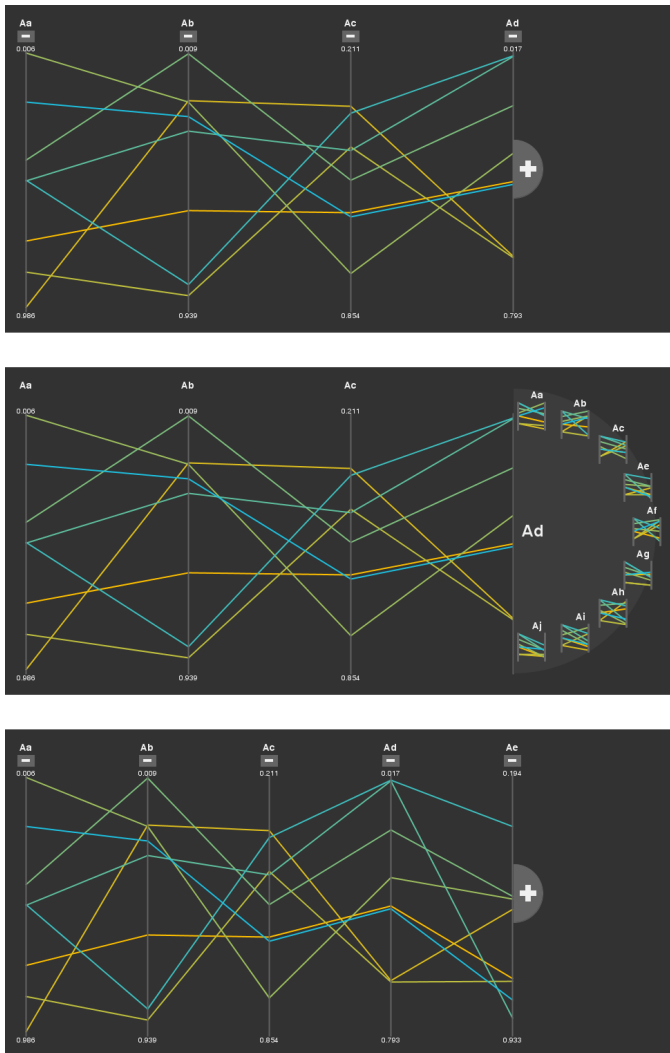 Aa Ab Ac Ad
0.006 0.009 0.211 0.017
0.986 0.939 0.854 0.793
Aa Ab Ac
0.006 0.009 0.211
Aa
Ab
Ac
Ae
Af
Ad
Ag
Ah
Ai
Aj
0.986 0.939 0.854
Aa Ab Ac Ad Ae
0.006 0.009 0.211 0.017 0.194
0.986 0.939 0.854 0.793 0.933